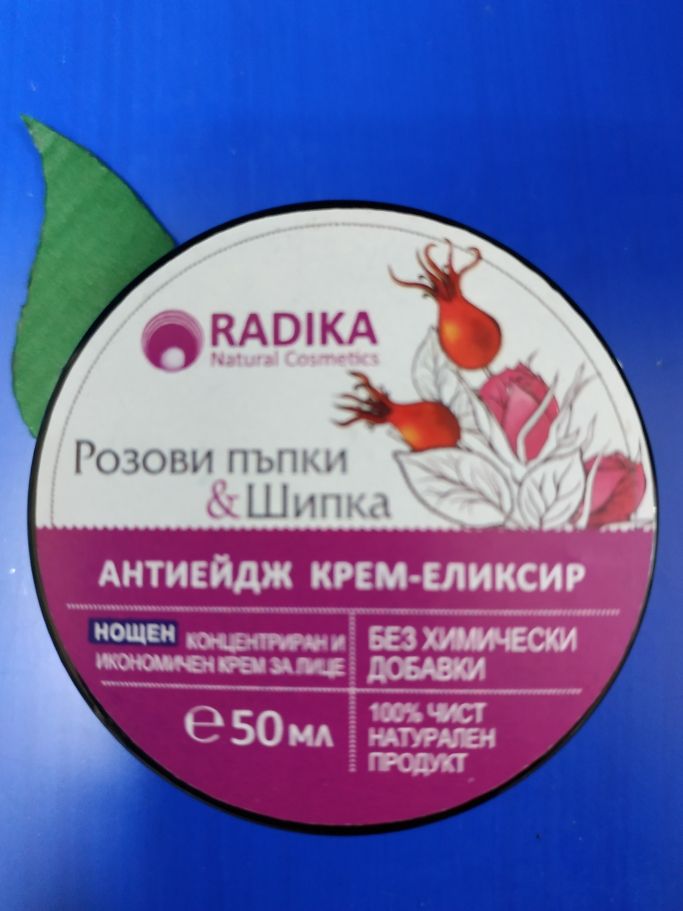 RADIKA
Natural Cosmetics
Розови пъпки
&Шипка
АНТИЕЙДЖ КРЕМ-ЕЛИКСИР
НОЩЕН КОНЦЕНТРИРАН И
ИКОНОМИЧЕН КРЕМ ЗА ЛИЦЕ
БЕЗ ХИМИЧЕСКИ
ДОБАВКИ
℮50мл
100% ЧИСТ
НАТУРАЛЕН
ПРОДУКТ